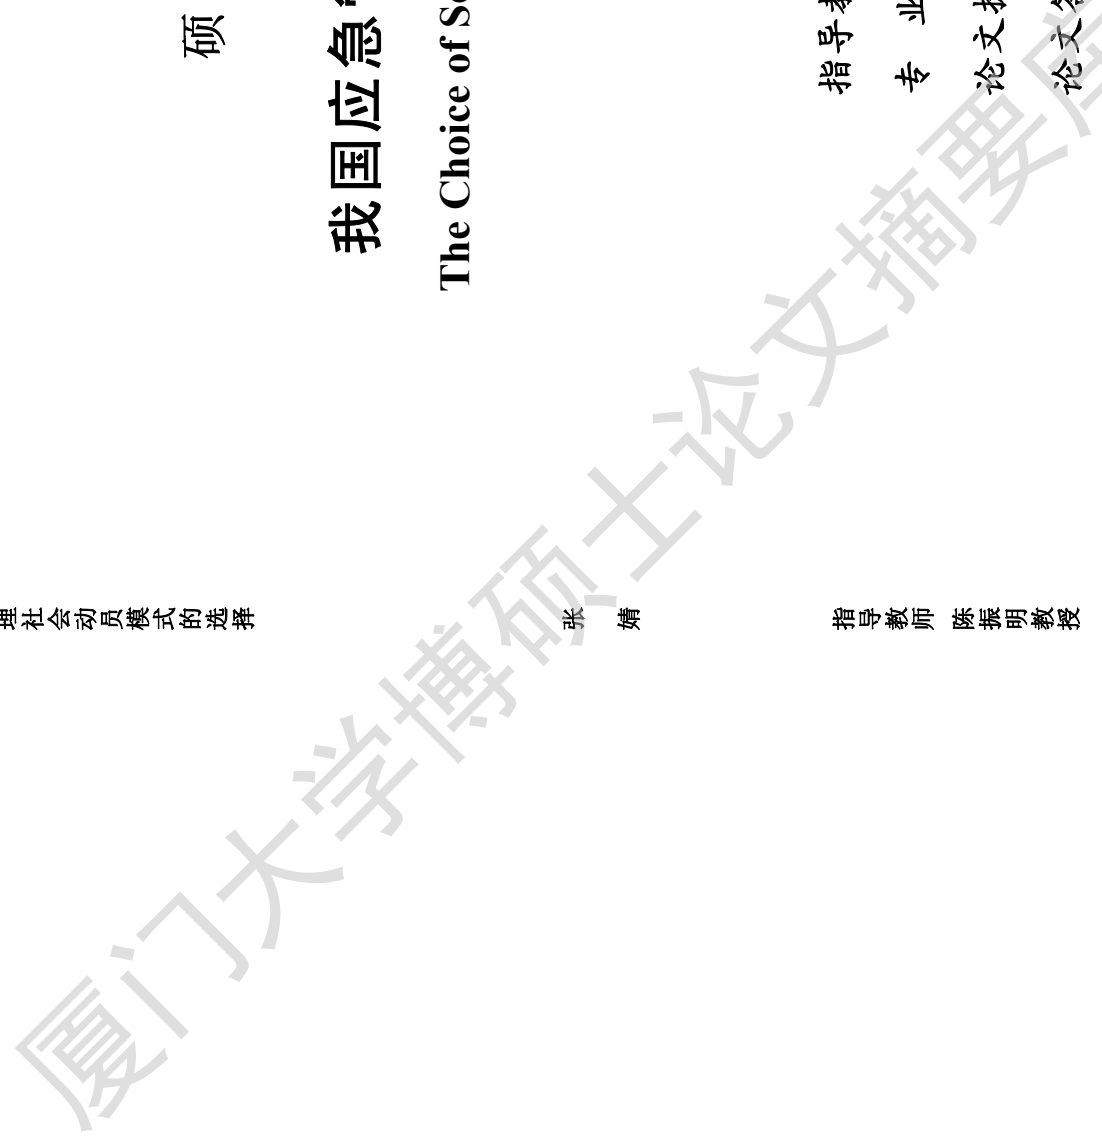 硕
我国应急
The Choice of
指导
专业
论文
论文
理社会动员模式的选择
张婧
指导教师 陈振明教授
厦门大学博硕士论文摘要库